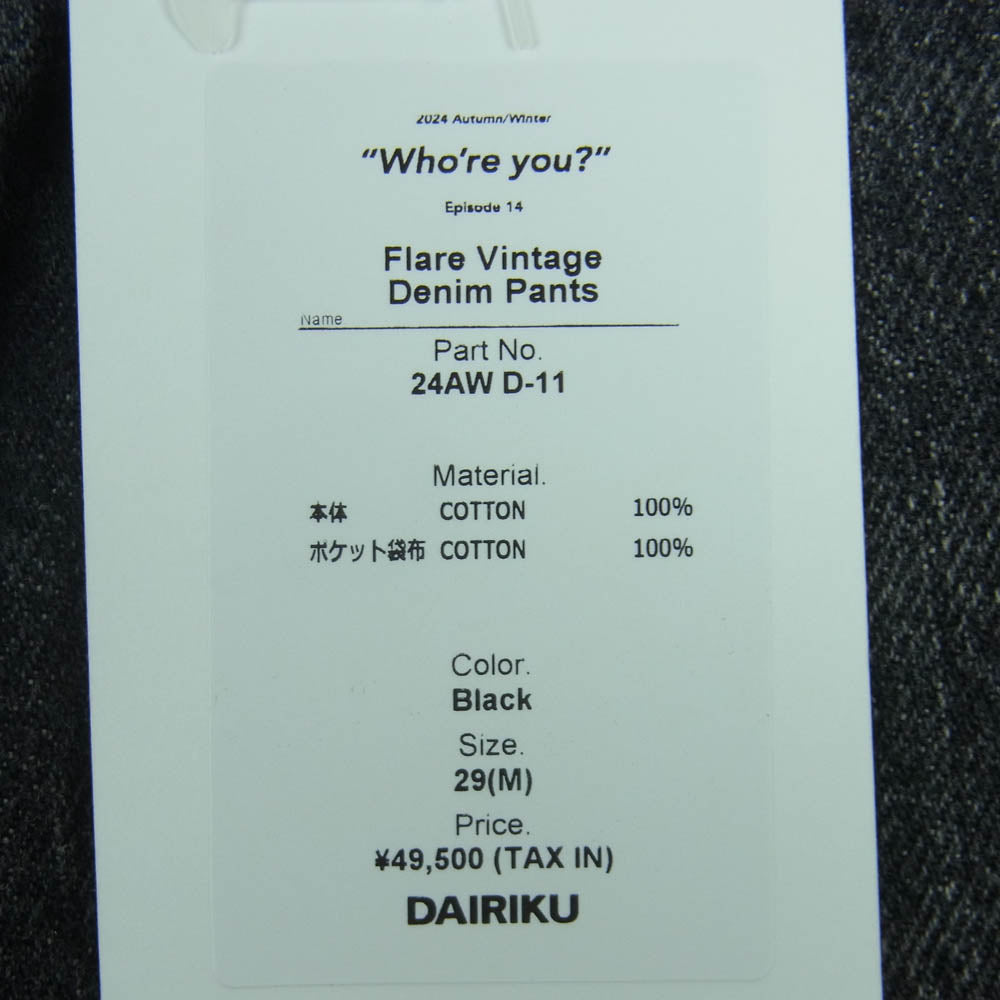 2024 Autumn/Winter
“Who’re you?”
Episode 14
Flare Vintage
Denim Pants
Name
Part No.
24AW D-11
Material.
本体 COTTON 100%
ポケット袋布 COTTON 100%
Color.
Black
Size.
29(M)
Price.
¥49,500 (TAX IN)
DAIRIKU